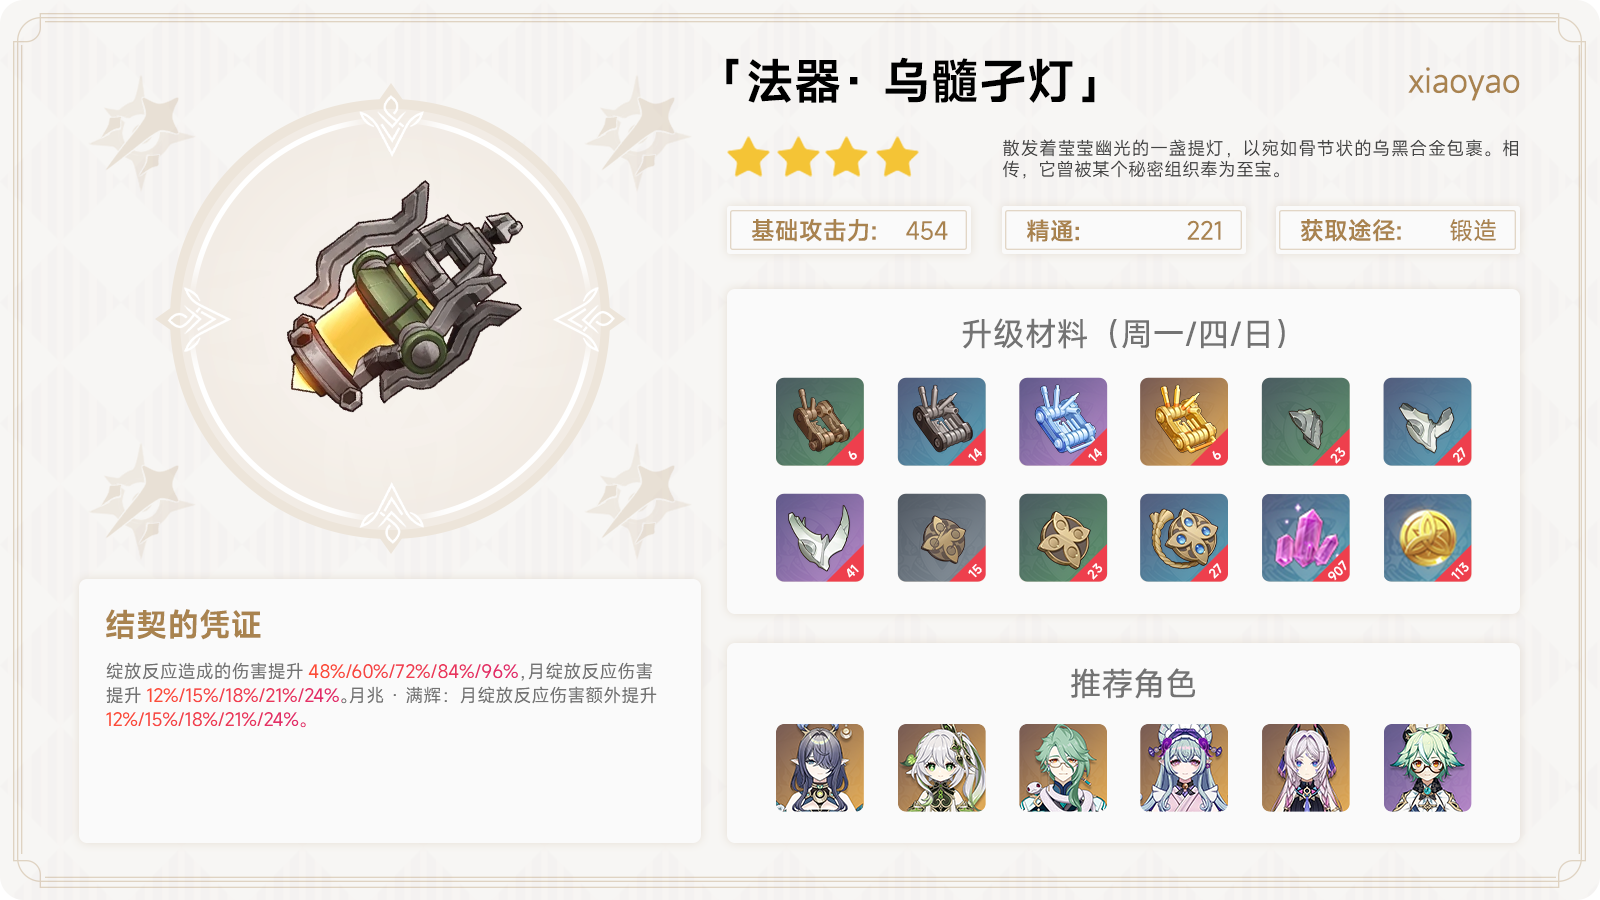 「法器· 乌髓孑灯」
xiaoyao
散发着莹莹幽光的一盏提灯，以宛如骨节状的乌黑合金包裹。相
传，它曾被某个秘密组织奉为至宝。
基础攻击力: 454
精通: 221
获取途径: 锻造
升级材料（周一/四/日）
6 14 14 6 23 27
41 15 23 27 907 113
结契的凭证
绽放反应造成的伤害提升 48%/60%/72%/84%/96%,月绽放反应伤害
提升 12%/15%/18%/21%/24%。月兆 · 满辉：月绽放反应伤害额外提升
12%/15%/18%/21%/24%。
推荐角色